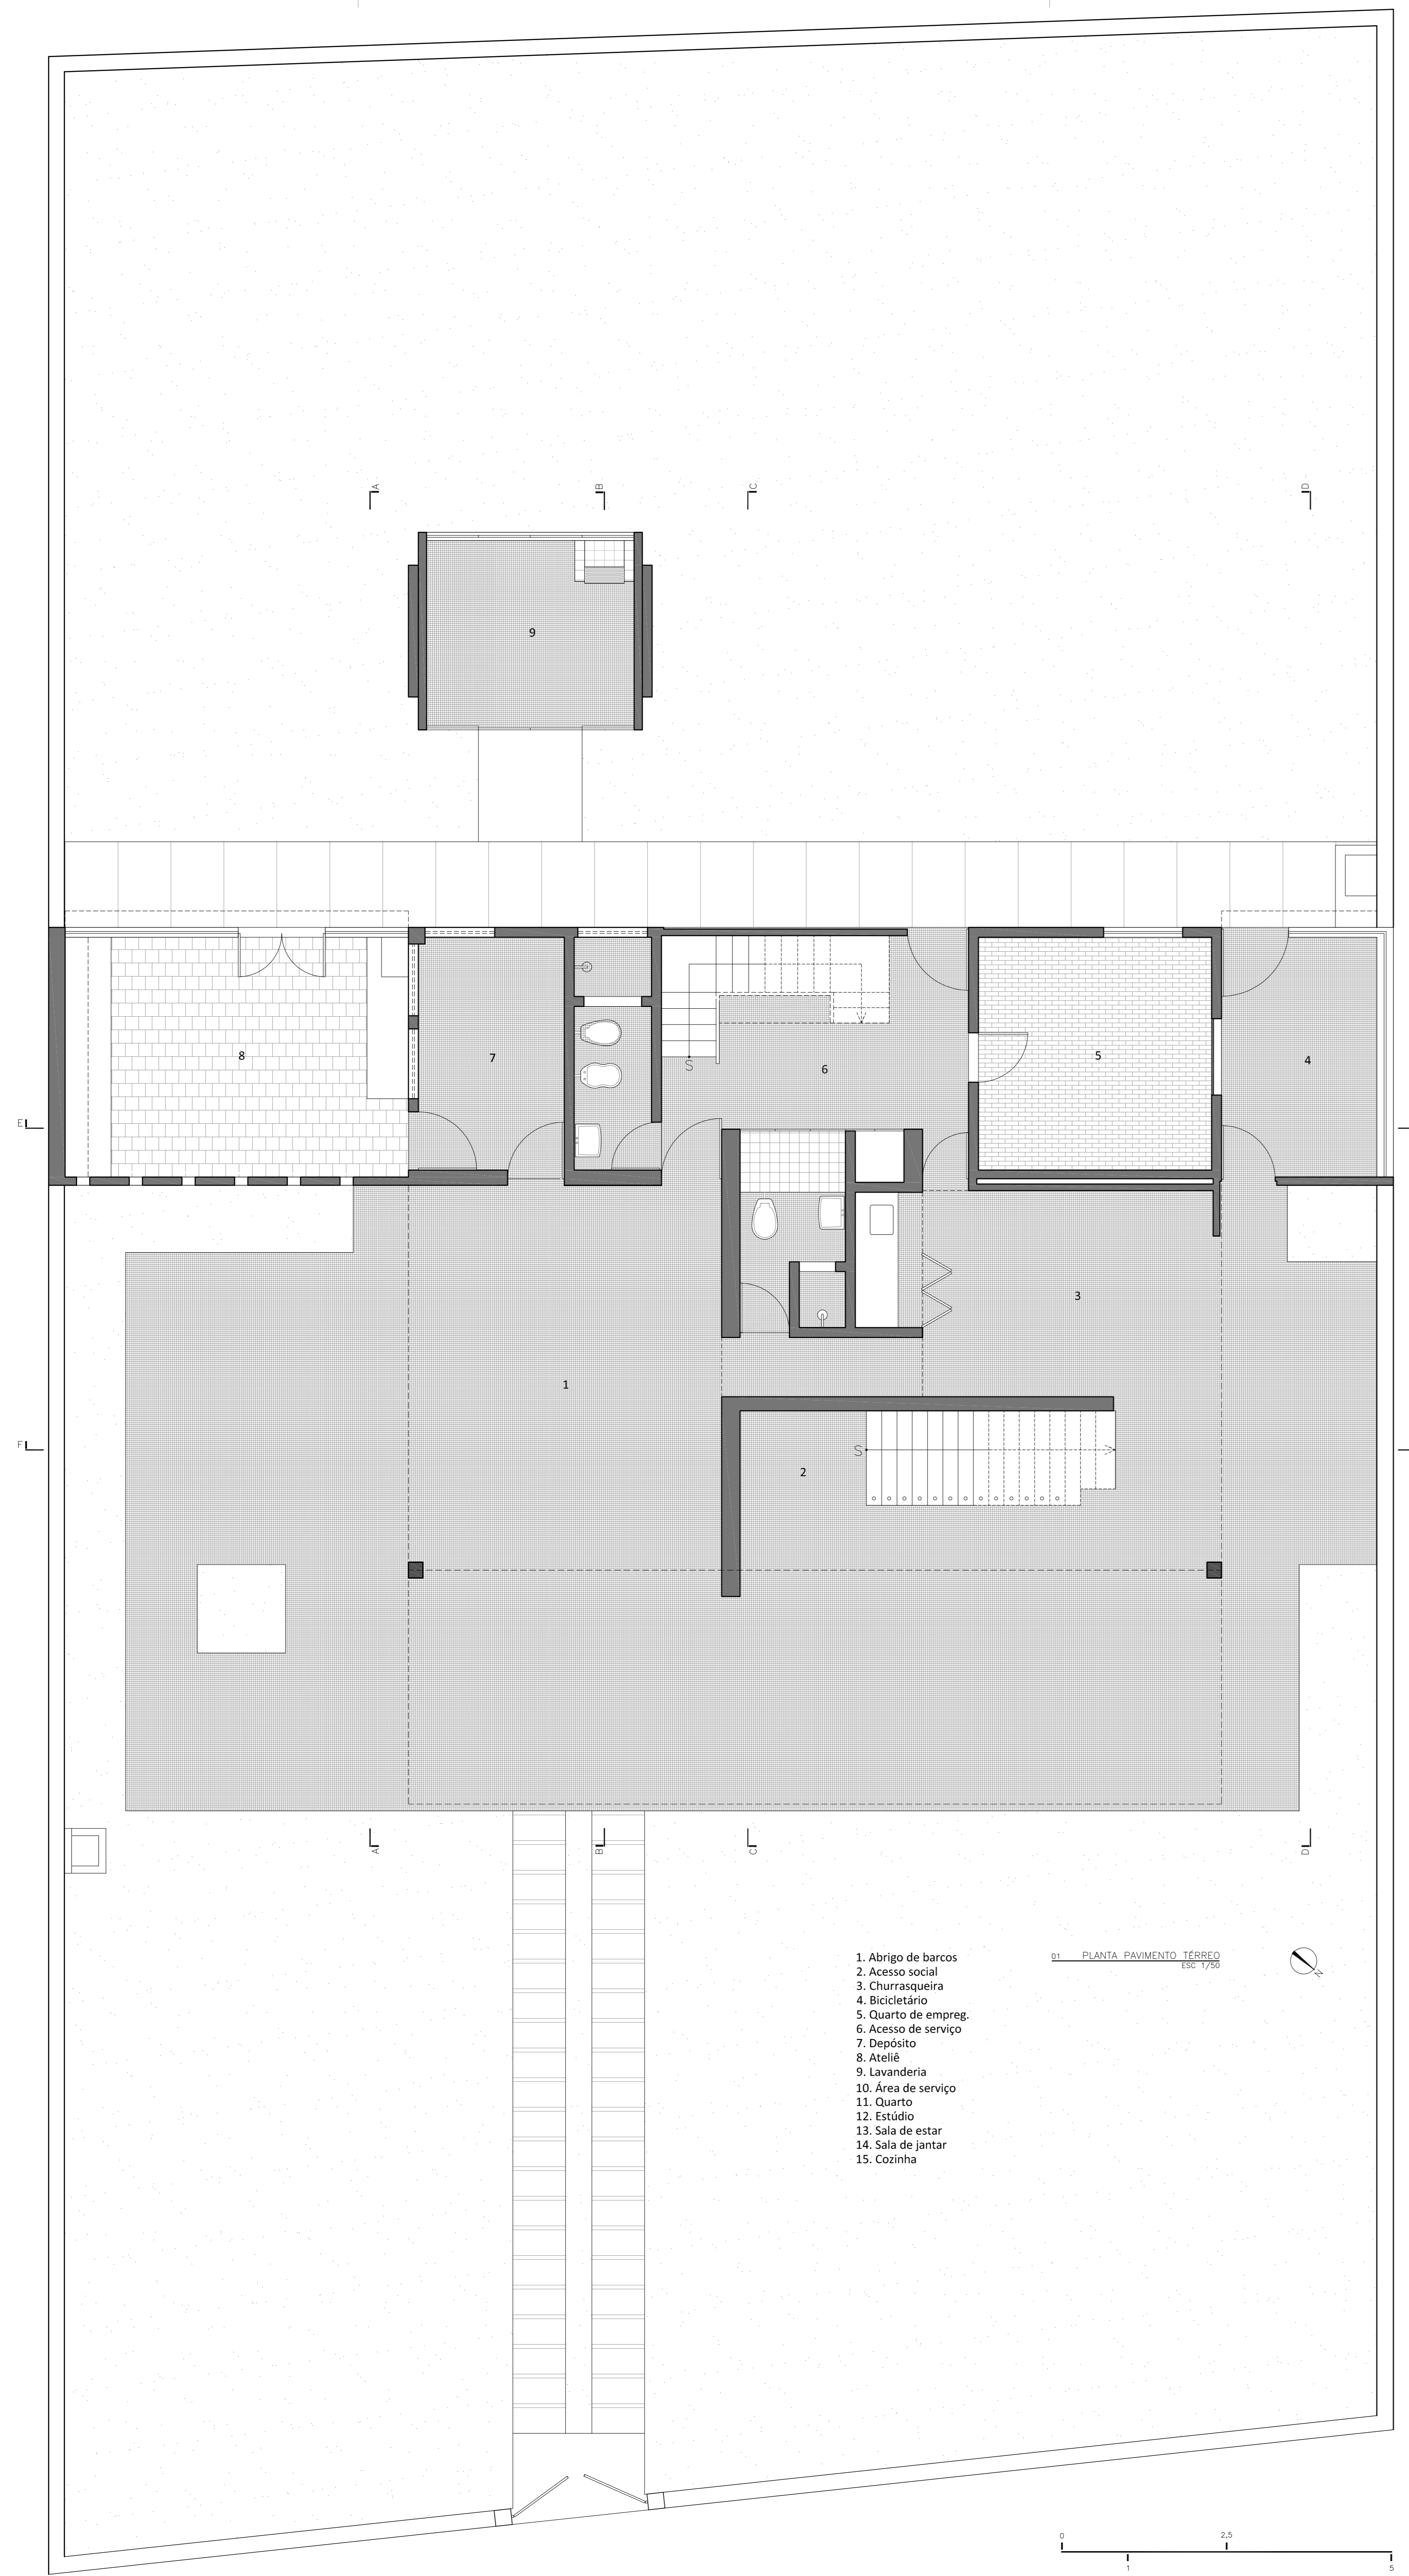 A
B
C
D
9
8
7
6
5
4
S
E
3
1
F
S
2
A
B
C
D
1. Abrigo de barcos
2. Acesso social
3. Churrasqueira
4. Bicicletário
5. Quarto de empreg.
6. Acesso de serviço
7. Depósito
8. Ateliê
9. Lavanderia
10. Área de serviço
11. Quarto
12. Estúdio
13. Sala de estar
14. Sala de jantar
15. Cozinha
01 PLANTA PAVIMENTO TÉRREO
ESC 1/50
N
0
2,5
1
5